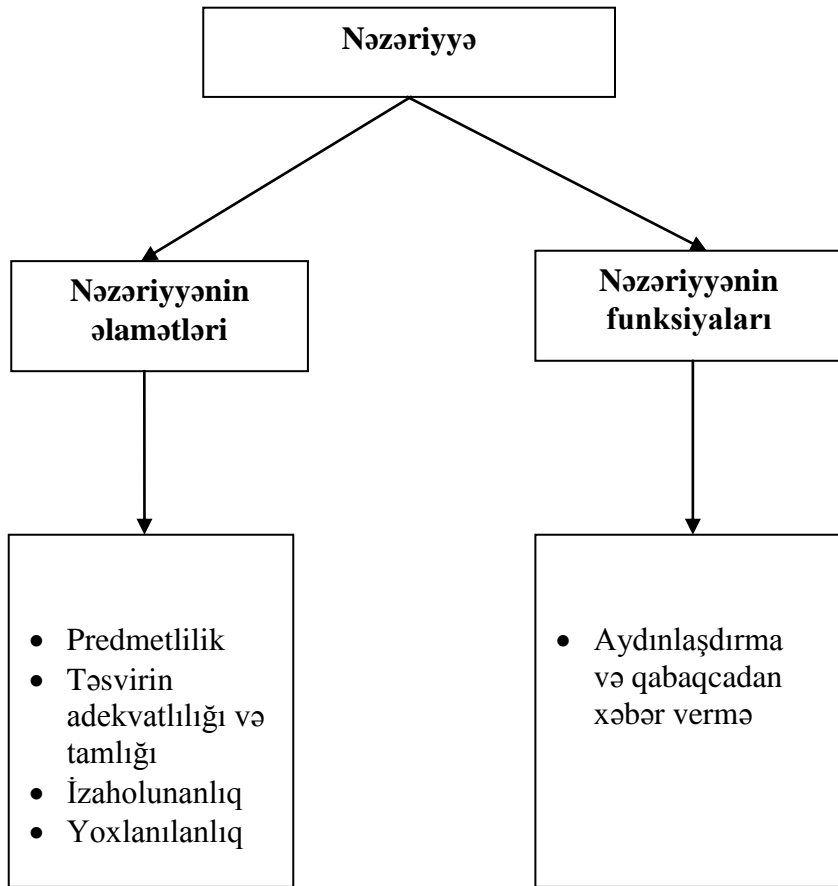 Nəzəriyyə
Nəzəriyyənin
əlamətləri
Nəzəriyyənin
funksiyaları
• Predmetlilik
• Təsvirin
adekvatlılığı və
tamlığı
• İzaholunanlıq
• Yoxlanılanlıq
• Aydınlaşdırma
və qabaqcadan
xəbər vermə